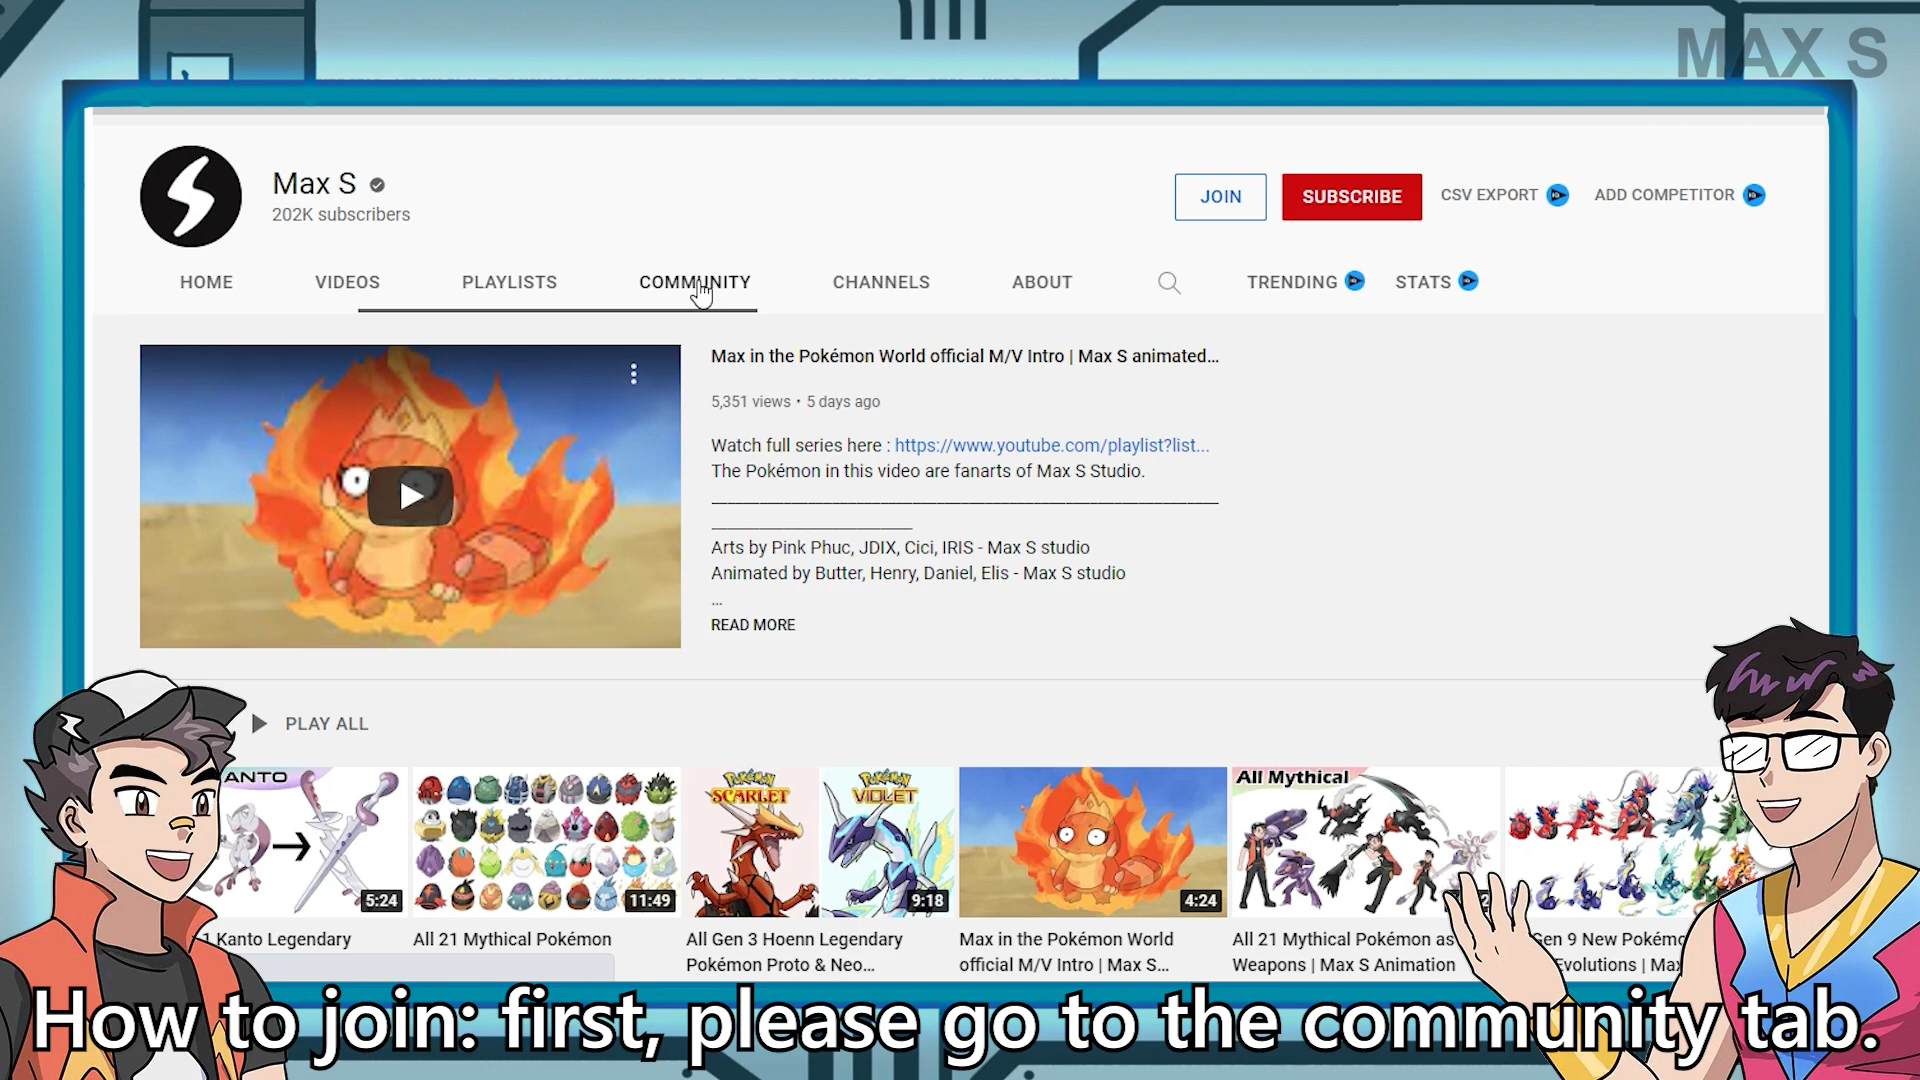 MAX S
Max S
202K subscribers
JOIN
SUBSCRIBE
CSV EXPORT
ADD COMPETITOR
HOME
VIDEOS
PLAYLISTS
COMMUNITY
CHANNELS
ABOUT
TRENDING
STATS
Max in the Pokémon World official M/V Intro | Max S animated...
5,351 views • 5 days ago
Watch full series here : https://www.youtube.com/playlist?list...
The Pokémon in this video are fanarts of Max S Studio.
Arts by Pink Phuc, JDIX, Cici, IRIS - Max S studio
Animated by Butter, Henry, Daniel, Elis - Max S studio
...
READ MORE
PLAY ALL
ANTO
5:24
11:49
POKÉMON
SCARLET
POKÉMON
VIOLET
9:18
4:24
All Mythical
1 Kanto Legendary
All 21 Mythical Pokémon
All Gen 3 Hoenn Legendary
Pokémon Proto & Neo...
Max in the Pokémon World
official M/V Intro | Max S...
All 21 Mythical Pokémon as
Weapons | Max S Animation
Gen 9 New Pokémo
Evolutions | Max
How to join: first, please go to the community tab.